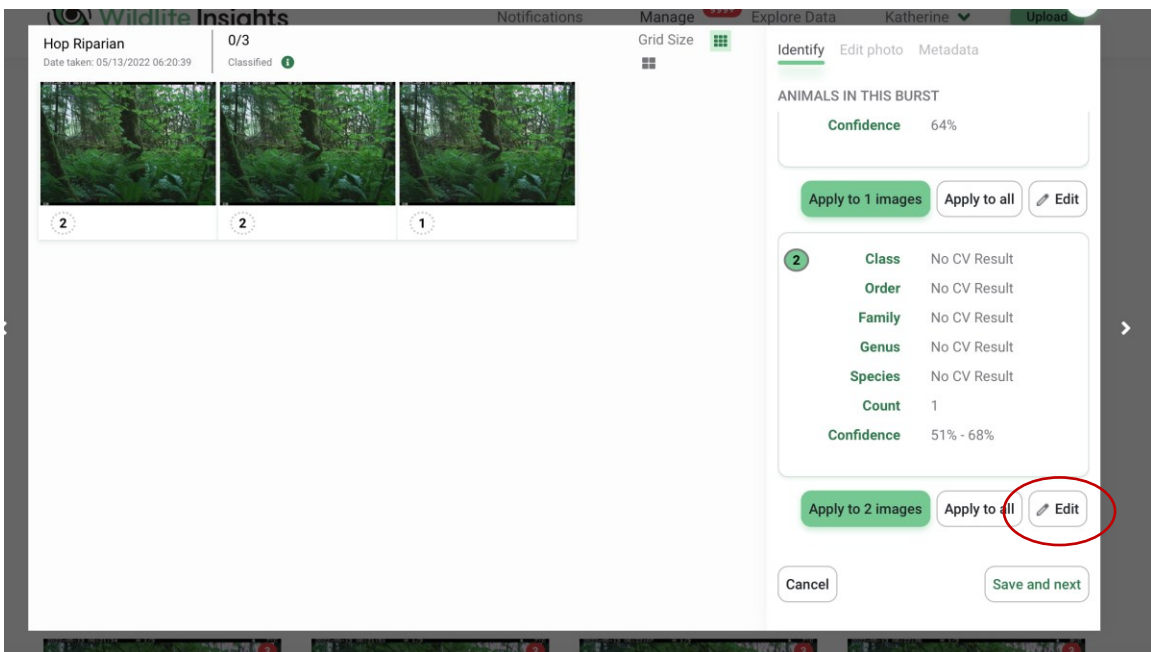 Wildlife Insights
Notifications Manage Explore Data Katherine Upload
Hop Riparian
Date taken: 05/13/2022 06:20:39
0/3
Classified
Grid Size
2
2
1
Identify Edit photo Metadata
ANIMALS IN THIS BURST
Confidence 64%
Apply to 1 images Apply to all Edit
2
Class No CV Result
Order No CV Result
Family No CV Result
Genus No CV Result
Species No CV Result
Count 1
Confidence 51% - 68%
Apply to 2 images Apply to all Edit
Cancel Save and next